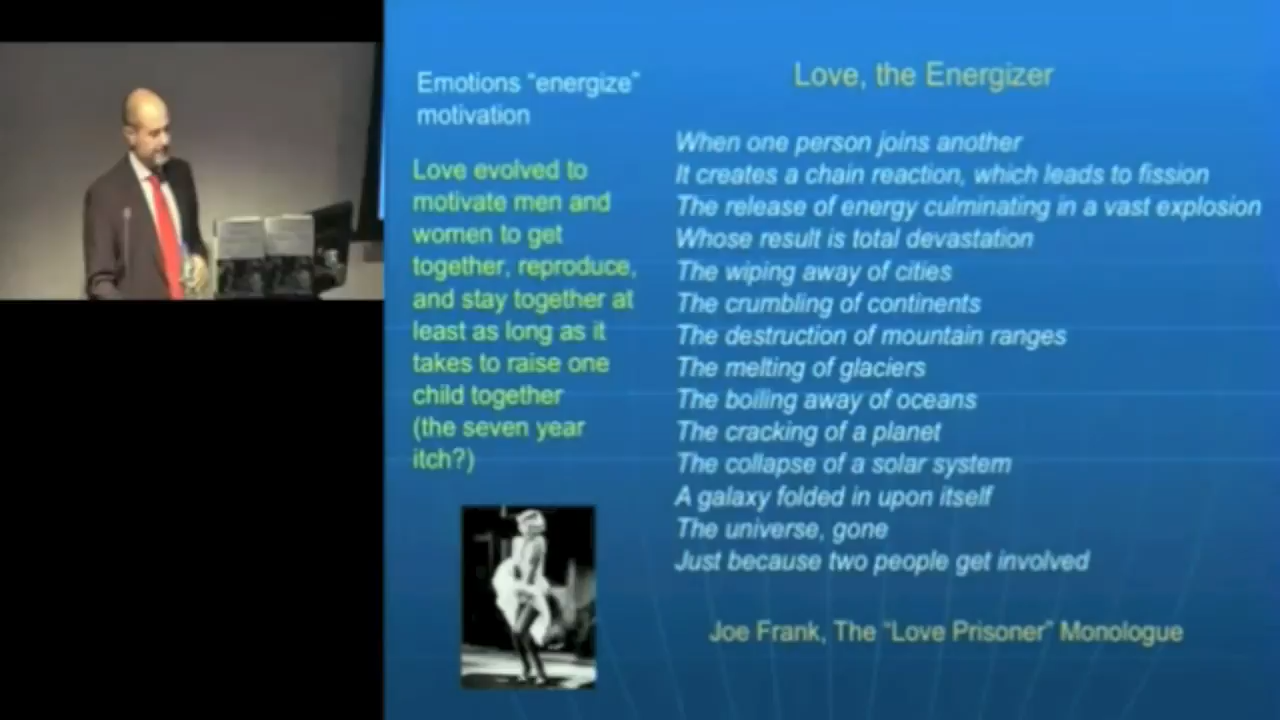 Emotions “energize”
motivation
Love evolved to
motivate men and
women to get
together, reproduce,
and stay together at
least as long as it
takes to raise one
child together
(the seven year
itch?)
Love, the Energizer
When one person joins another
It creates a chain reaction, which leads to fission
The release of energy culminating in a vast explosion
Whose result is total devastation
The wiping away of cities
The crumbling of continents
The destruction of mountain ranges
The melting of glaciers
The boiling away of oceans
The cracking of a planet
The collapse of a solar system
A galaxy folded in upon itself
The universe, gone
Just because two people get involved
Joe Frank, The “Love Prisoner” Monologue